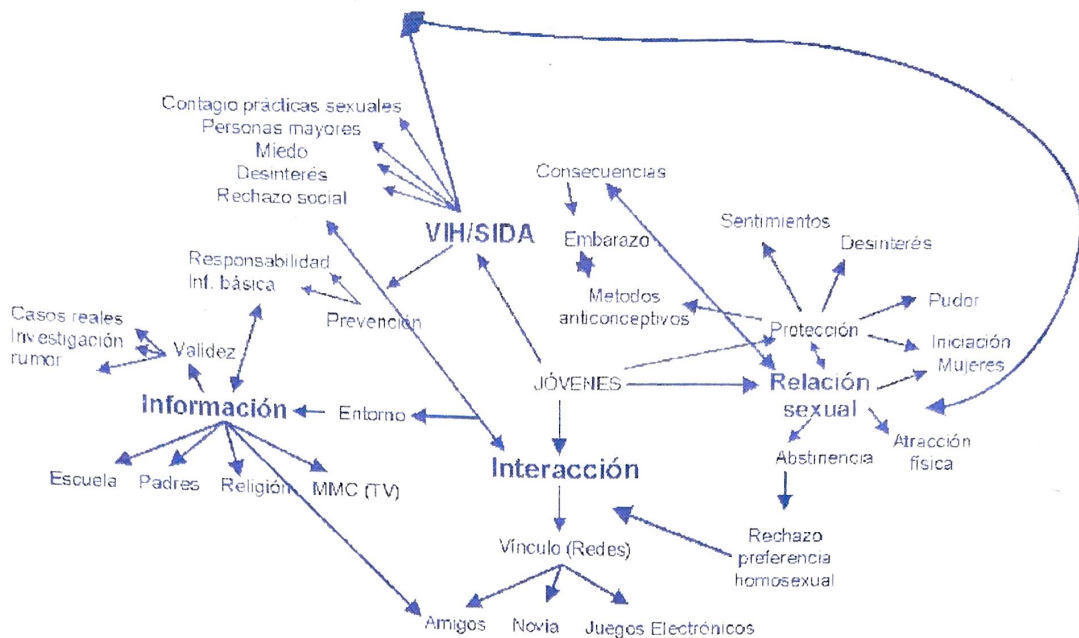 Contagio prácticas sexuales
Personas mayores
Miedo
Desinterés
Rechazo social
VIH/SIDA
Consecuencias
Embarazo
Metodos
anticonceptivos
Sentimientos
Desinterés
Pudor
Protección
Iniciación
Mujeres
Responsabilidad
Inf. básica
Prevención
Casos reales
Investigación
rumor
Validez
JÓVENES
Relación
sexual
Información
Entorno
Atracción
física
Abstinencia
Interacción
Escuela
Padres
Religión
MMC (TV)
Vínculo (Redes)
Rechazo
preferencia
homosexual
Amigos
Novia
Juegos Electrónicos